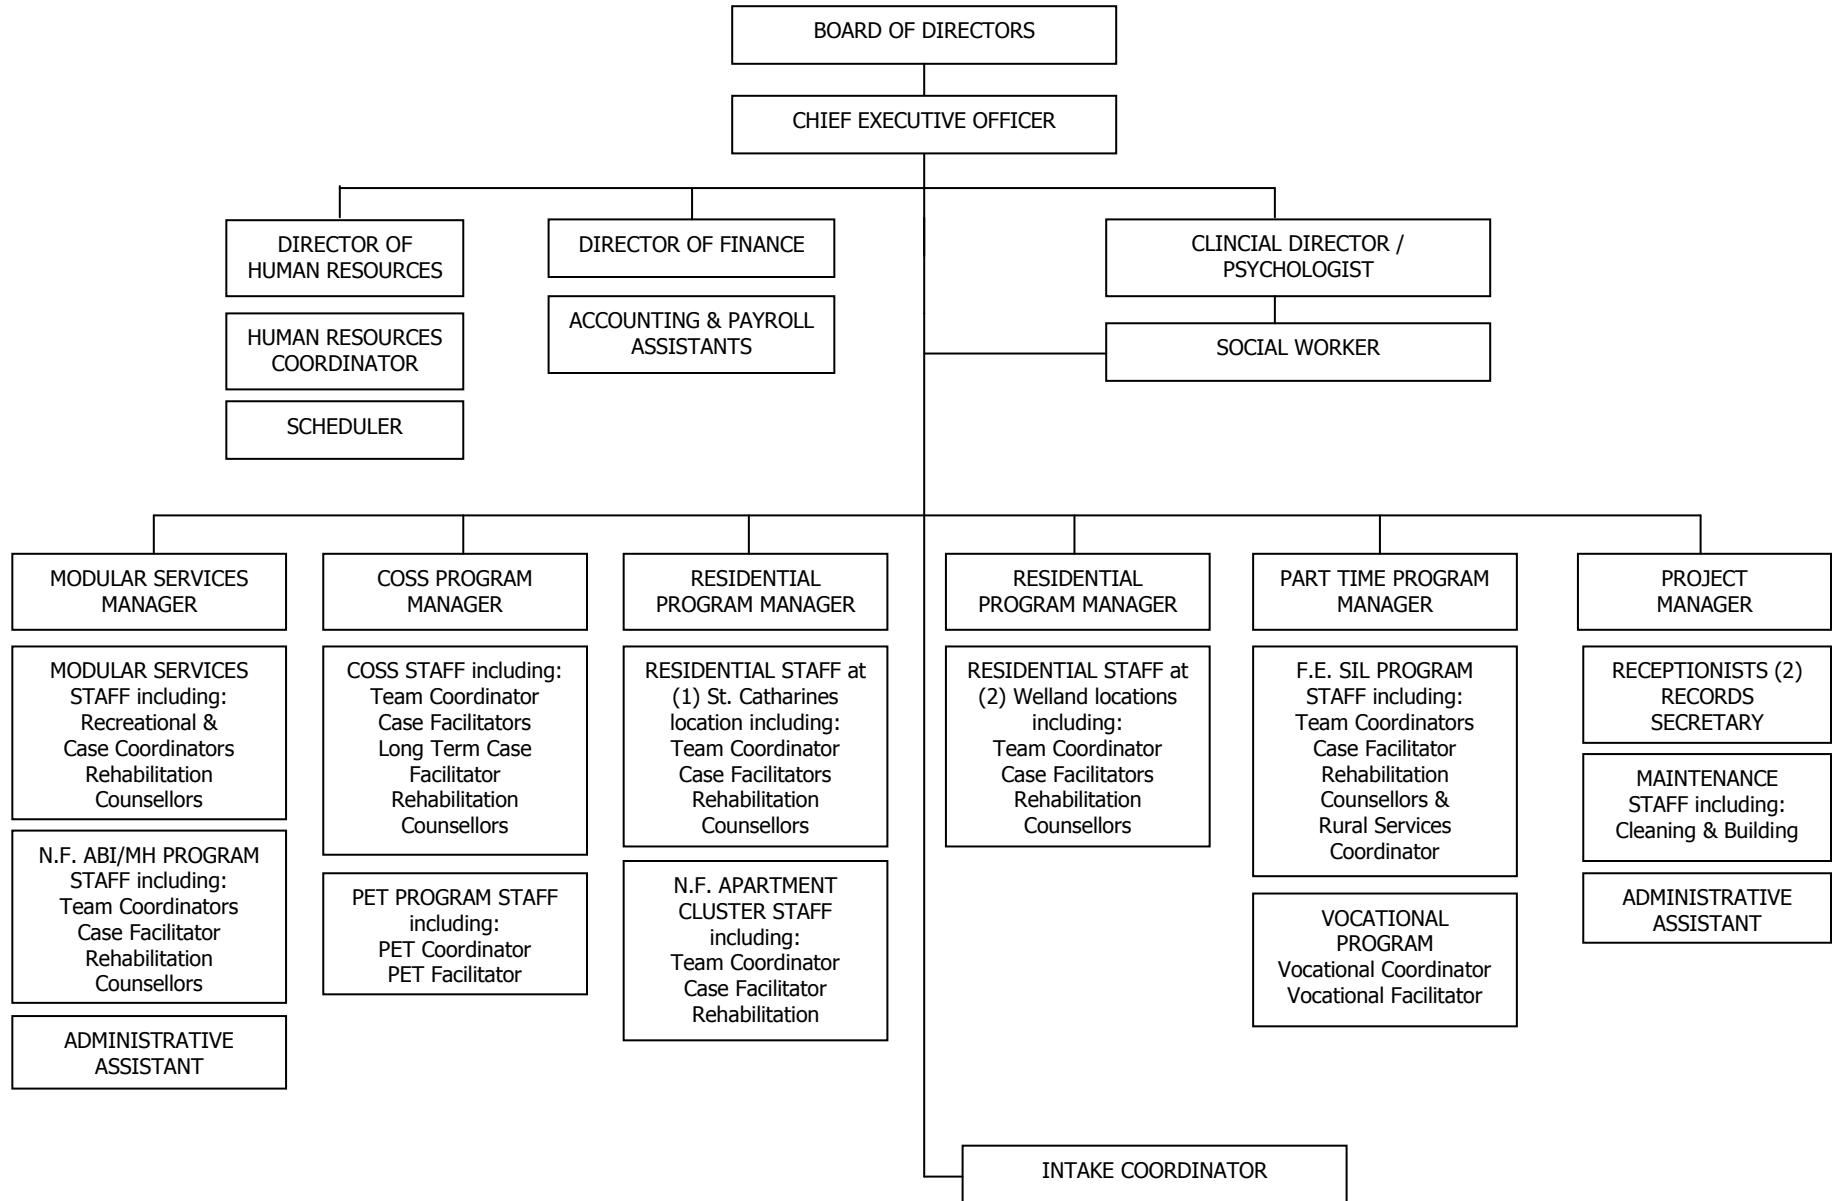 BOARD OF DIRECTORS
CHIEF EXECUTIVE OFFICER
DIRECTOR OF
HUMAN RESOURCES
HUMAN RESOURCES
COORDINATOR
SCHEDULER
DIRECTOR OF FINANCE
ACCOUNTING & PAYROLL
ASSISTANTS
CLINCIAL DIRECTOR /
PSYCHOLOGIST
SOCIAL WORKER
MODULAR SERVICES
MANAGER
MODULAR SERVICES
STAFF including:
Recreational &
Case Coordinators
Rehabilitation
Counsellors
N.F. ABI/MH PROGRAM
STAFF including:
Team Coordinators
Case Facilitator
Rehabilitation
Counsellors
ADMINISTRATIVE
ASSISTANT
COSS PROGRAM
MANAGER
COSS STAFF including:
Team Coordinator
Case Facilitators
Long Term Case
Facilitator
Rehabilitation
Counsellors
PET PROGRAM STAFF
including:
PET Coordinator
PET Facilitator
RESIDENTIAL
PROGRAM MANAGER
RESIDENTIAL STAFF at
(1) St. Catharines
location including:
Team Coordinator
Case Facilitators
Rehabilitation
Counsellors
N.F. APARTMENT
CLUSTER STAFF
including:
Team Coordinator
Case Facilitator
Rehabilitation
RESIDENTIAL
PROGRAM MANAGER
RESIDENTIAL STAFF at
(2) Welland locations
including:
Team Coordinator
Case Facilitators
Rehabilitation
Counsellors
PART TIME PROGRAM
MANAGER
F.E. SIL PROGRAM
STAFF including:
Team Coordinators
Case Facilitator
Rehabilitation
Counsellors &
Rural Services
Coordinator
VOCATIONAL
PROGRAM
Vocational Coordinator
Vocational Facilitator
PROJECT
MANAGER
RECEPTIONISTS (2)
RECORDS
SECRETARY
MAINTENANCE
STAFF including:
Cleaning & Building
ADMINISTRATIVE
ASSISTANT
INTAKE COORDINATOR